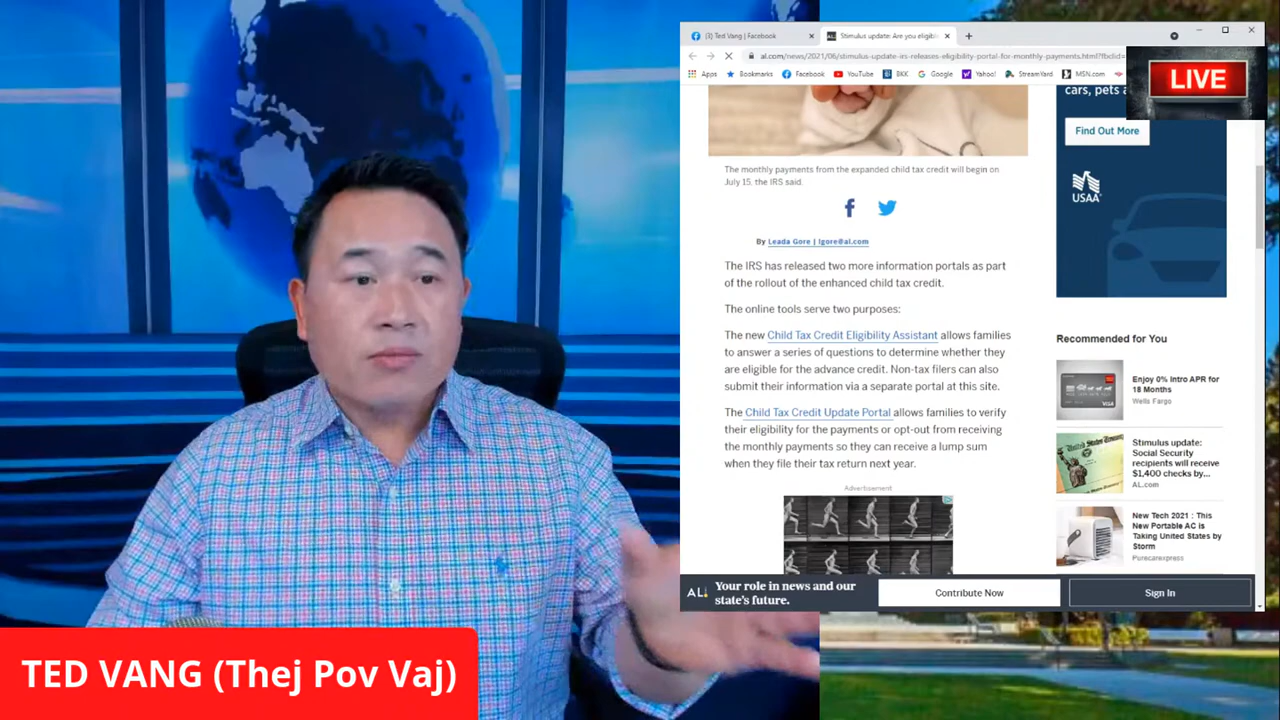 (3) Ted Vang | Facebook
Stimulus update: Are you eligibl
al.com/news/2021/06/stimulus-update-irs-releases-eligibility-portal-for-monthly-payments.html?fbclid=
Apps Bookmarks Facebook YouTube BKK Google Yahoo! StreamYard MSN.com
LIVE
cars, pets a
Find Out More
USAA
The monthly payments from the expanded child tax credit will begin on
July 15, the IRS said.
By Leada Gore | lgore@al.com
The IRS has released two more information portals as part
of the rollout of the enhanced child tax credit.
The online tools serve two purposes:
The new Child Tax Credit Eligibility Assistant allows families
to answer a series of questions to determine whether they
are eligible for the advance credit. Non-tax filers can also
submit their information via a separate portal at this site.
The Child Tax Credit Update Portal allows families to verify
their eligibility for the payments or opt-out from receiving
the monthly payments so they can receive a lump sum
when they file their tax return next year.
Advertisement
Recommended for You
Enjoy 0% Intro APR for
18 Months
Wells Fargo
VISA
Stimulus update:
Social Security
recipients will receive
$1,400 checks by...
AL.com
New Tech 2021 : This
New Portable AC is
Taking United States by
Storm
Purecarexpress
AL.
Your role in news and our
state's future.
Contribute Now
Sign In
TED VANG (Thej Pov Vaj)